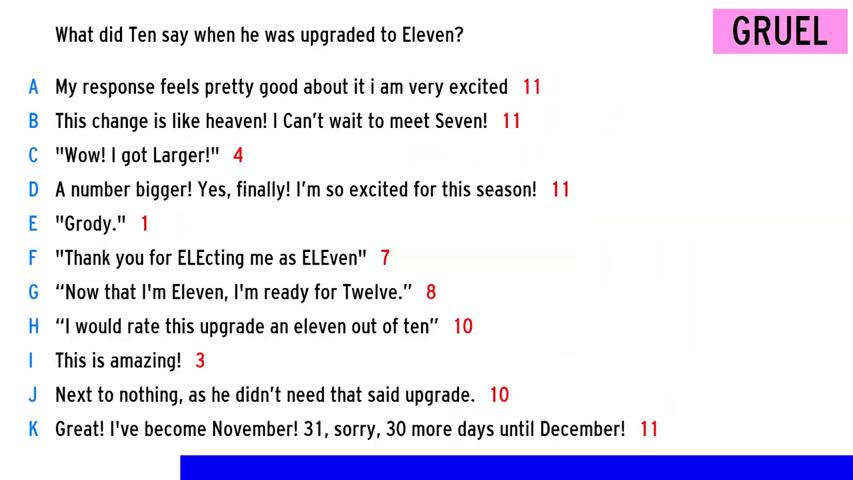 What did Ten say when he was upgraded to Eleven?
GRUEL
A My response feels pretty good about it i am very excited 11
B This change is like heaven! I Can't wait to meet Seven! 11
C "Wow! I got Larger!" 4
D A number bigger! Yes, finally! I'm so excited for this season! 11
E "Grody." 1
F "Thank you for ELEcting me as ELEven" 7
G “Now that I'm Eleven, I'm ready for Twelve.” 8
H “I would rate this upgrade an eleven out of ten” 10
I This is amazing! 3
J Next to nothing, as he didn't need that said upgrade. 10
K Great! I've become November! 31, sorry, 30 more days until December! 11